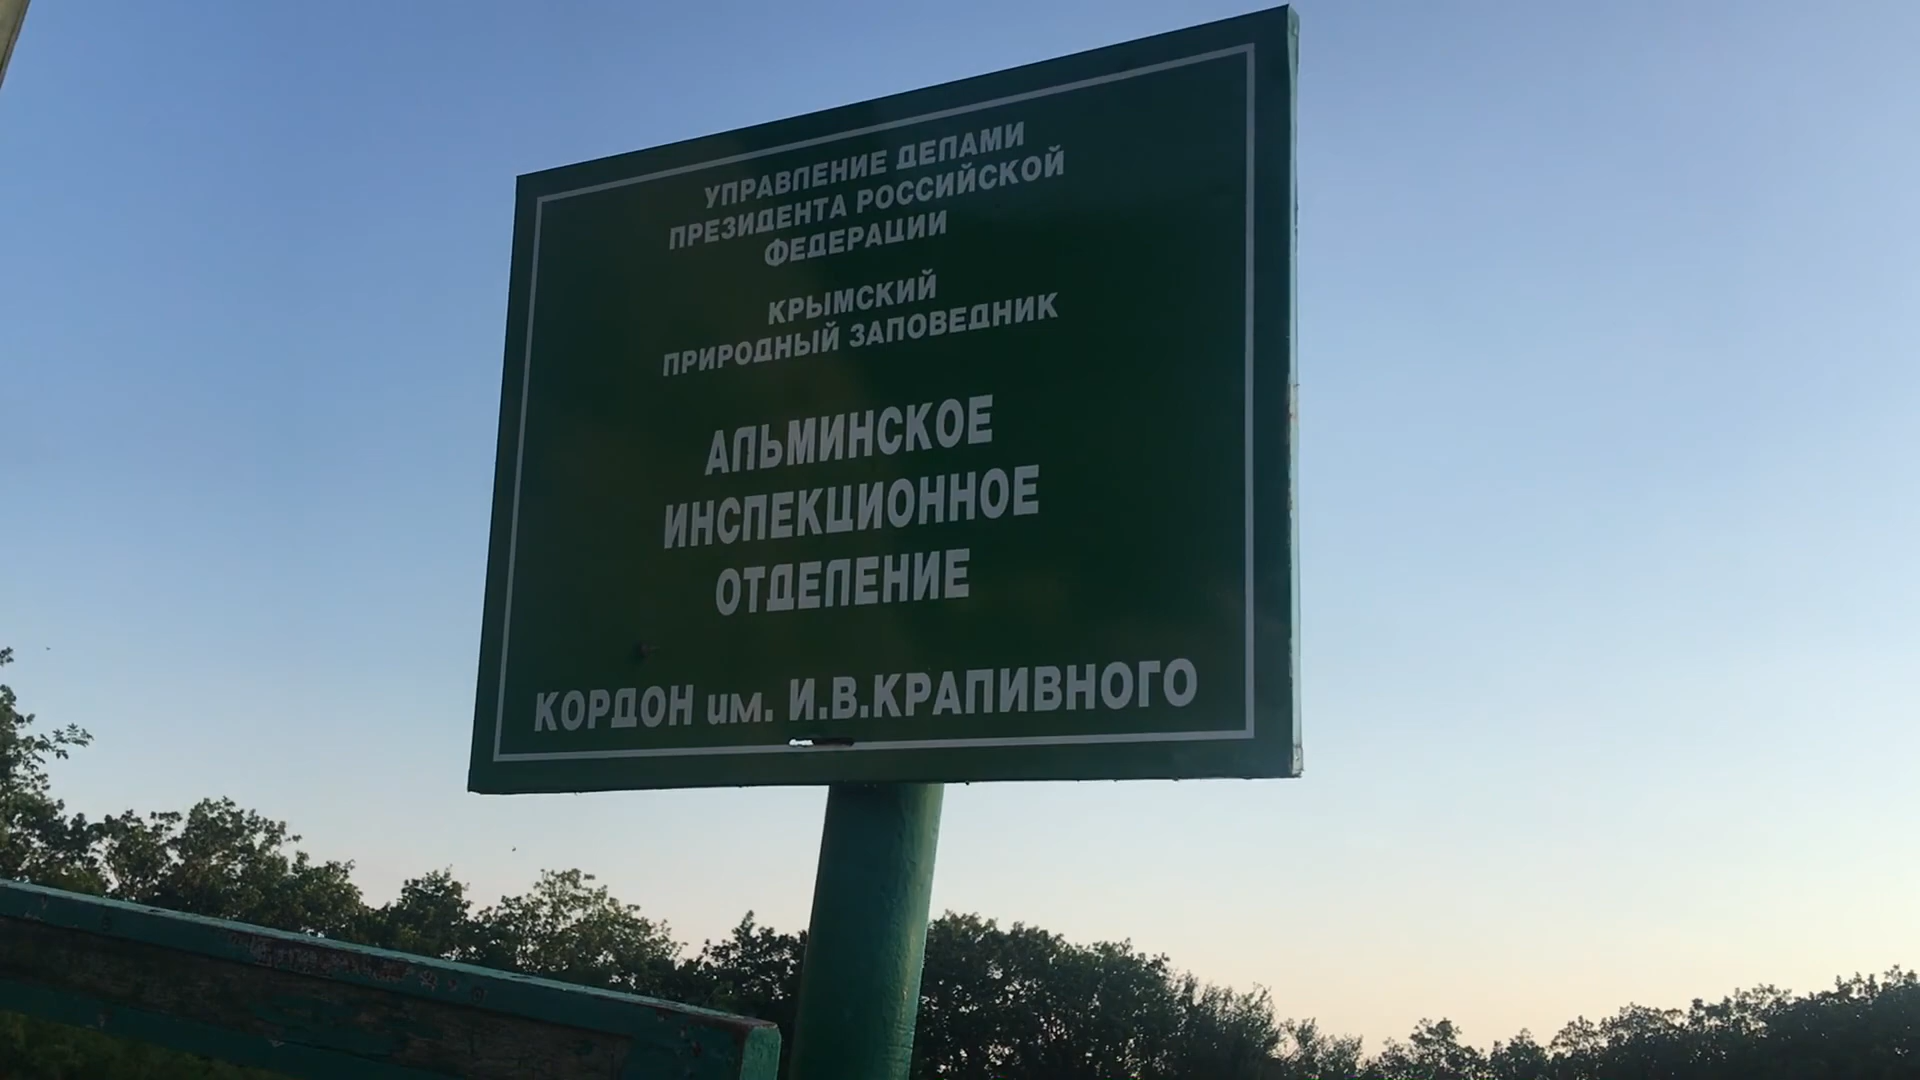 УПРАВЛЕНИЕ ДЕЛАМИ
ПРЕЗИДЕНТА РОССИЙСКОЙ
ФЕДЕРАЦИИ
КРЫМСКИЙ
ПРИРОДНЫЙ ЗАПОВЕДНИК
АЛЬМИНСКОЕ
ИНСПЕКЦИОННОЕ
ОТДЕЛЕНИЕ
КОРДОН им. И.В.КРАПИВНОГО